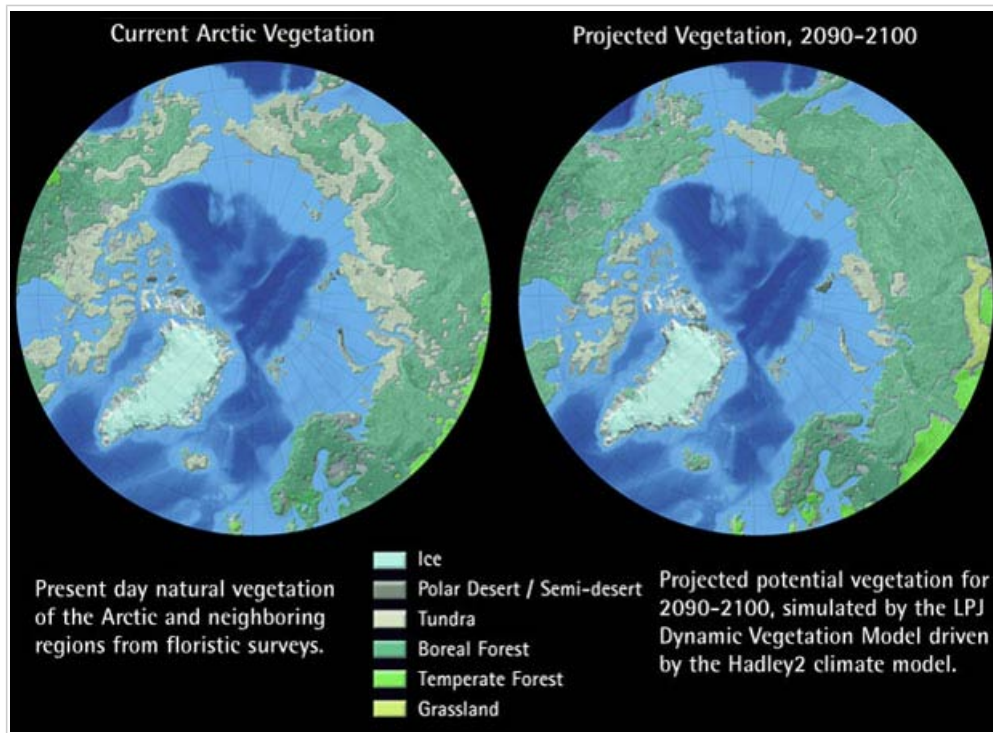 Current Arctic Vegetation
Projected Vegetation, 2090-2100
Present day natural vegetation
of the Arctic and neighboring
regions from floristic surveys.
Ice
Polar Desert / Semi-desert
Tundra
Boreal Forest
Temperate Forest
Grassland
Projected potential vegetation for
2090-2100, simulated by the LPJ
Dynamic Vegetation Model driven
by the Hadley2 climate model.